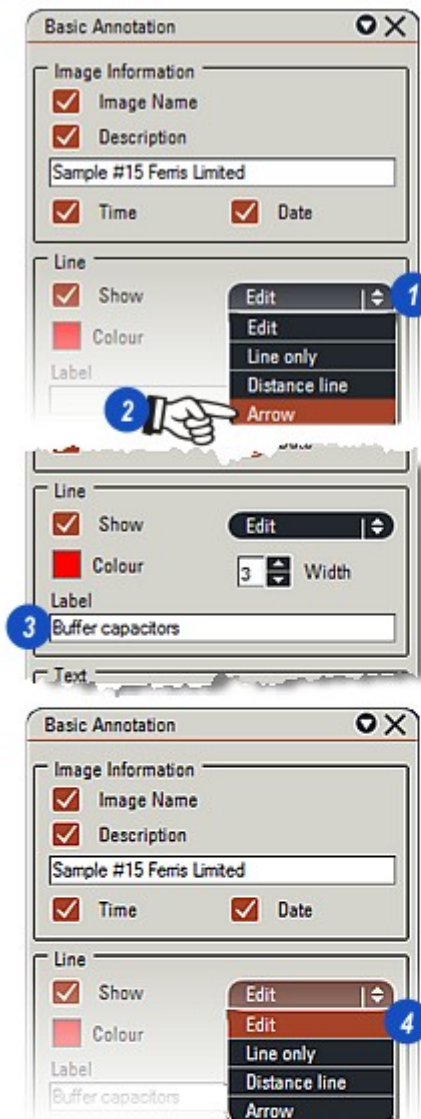 Basic Annotation
Image Information
Image Name
Description
Sample #15 Ferris Limited
Time Date
Line
Show Edit 1
Edit
Colour
Line only
Label
Distance line
2 Arrow
Line
Show Edit
Colour 3 Width
Label
3 Buffer capacitors
Text
Basic Annotation
Image Information
Image Name
Description
Sample #15 Ferris Limited
Time Date
Line
Show Edit
Edit 4
Colour
Line only
Label
Distance line
Buffer capacitors
Arrow